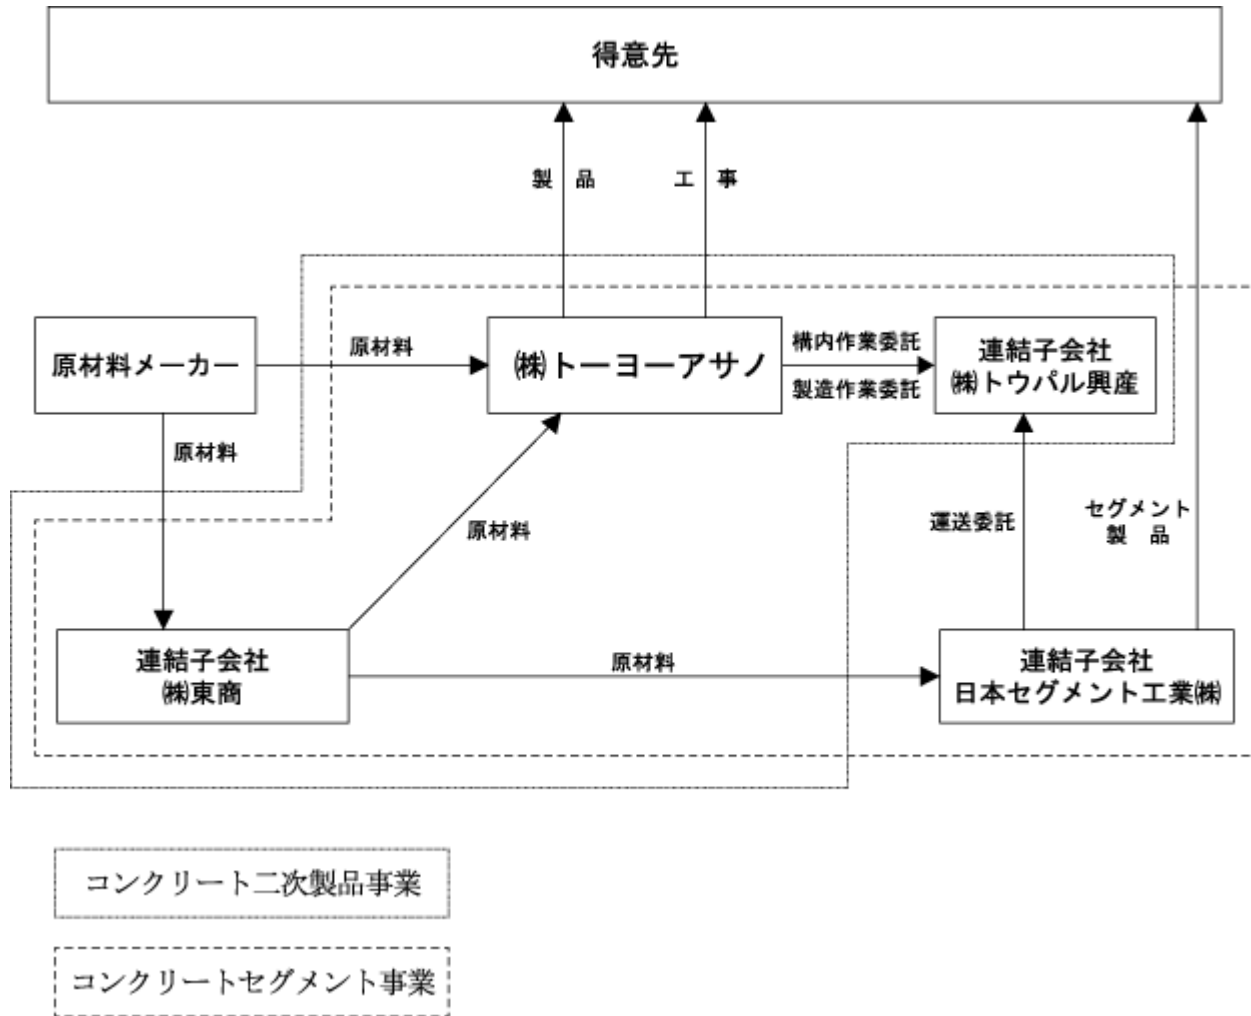 得意先
製 品
工 事
原材料メーカー
原材料
㈱トーヨーアサノ
構内作業委託
製造作業委託
連結子会社
㈱トウパル興産
原材料
原材料
運送委託
セグメント
製 品
連結子会社
㈱東商
原材料
連結子会社
日本セグメント工業㈱
コンクリート二次製品事業
コンクリートセグメント事業